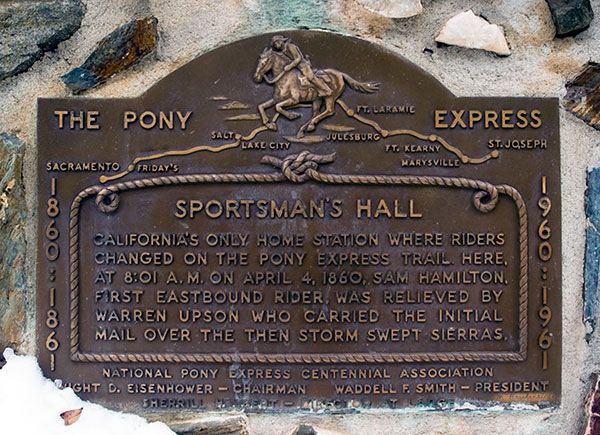 THE PONY EXPRESS
FT. LARAMIE
SALT
LAKE CITY
JULESBURG
FT. KEARNY
MARYSVILLE
ST. JOSEPH
SACRAMENTO
FRIDAY'S
1860:1861
1960:1961
SPORTSMAN'S HALL
CALIFORNIA'S ONLY HOME STATION WHERE RIDERS
CHANGED ON THE PONY EXPRESS TRAIL. HERE,
AT 8:01 A.M. ON APRIL 4, 1860, SAM HAMILTON,
FIRST EASTBOUND RIDER, WAS RELIEVED BY
WARREN UPSON WHO CARRIED THE INITIAL
MAIL OVER THE THEN STORM SWEPT SIERRAS.
NATIONAL PONY EXPRESS CENTENNIAL ASSOCIATION
D. EISENHOWER – CHAIRMAN WADDELL F. SMITH – PRESIDENT